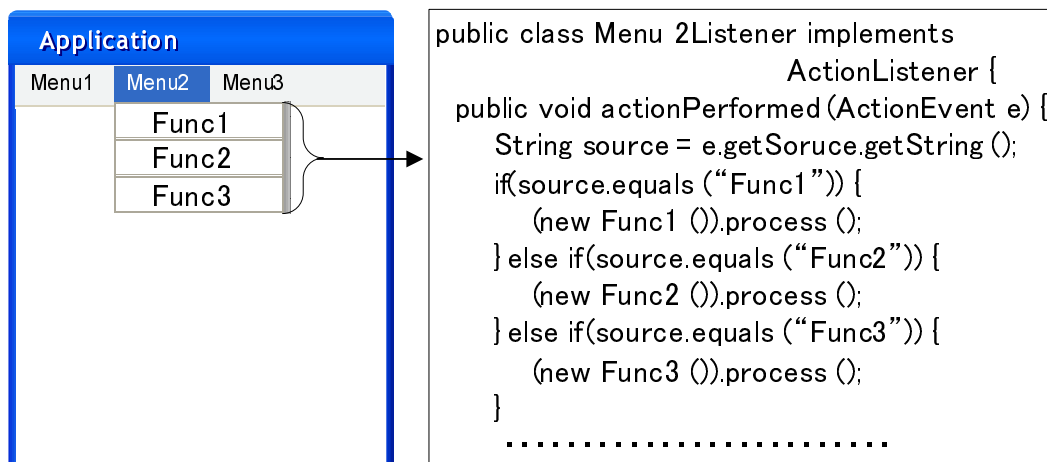 Application
Menu1 Menu2 Menu3
Func1
Func2
Func3
public class Menu 2Listener implements
ActionListener {
public void actionPerformed (ActionEvent e) {
String source = e.getSoruce.getString ();
if(source.equals (“Func1”)) {
(new Func1 ()).process ();
} else if(source.equals (“Func2”)) {
(new Func2 ()).process ();
} else if(source.equals (“Func3”)) {
(new Func3 ()).process ();
}
.........................